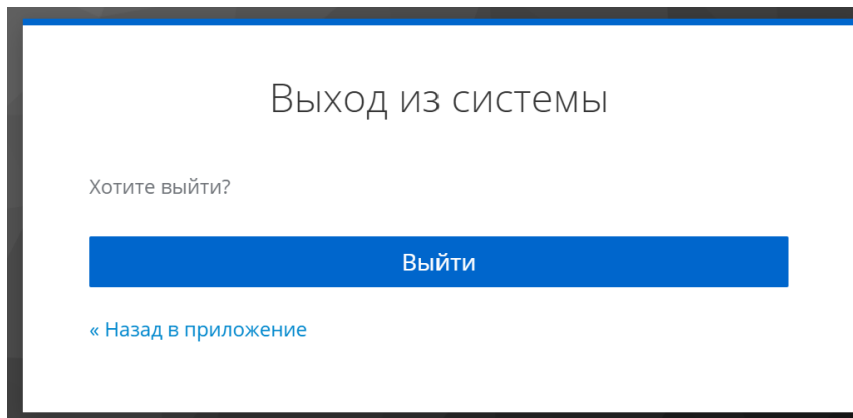 Выход из системы
Хотите выйти?
Выйти
« Назад в приложение